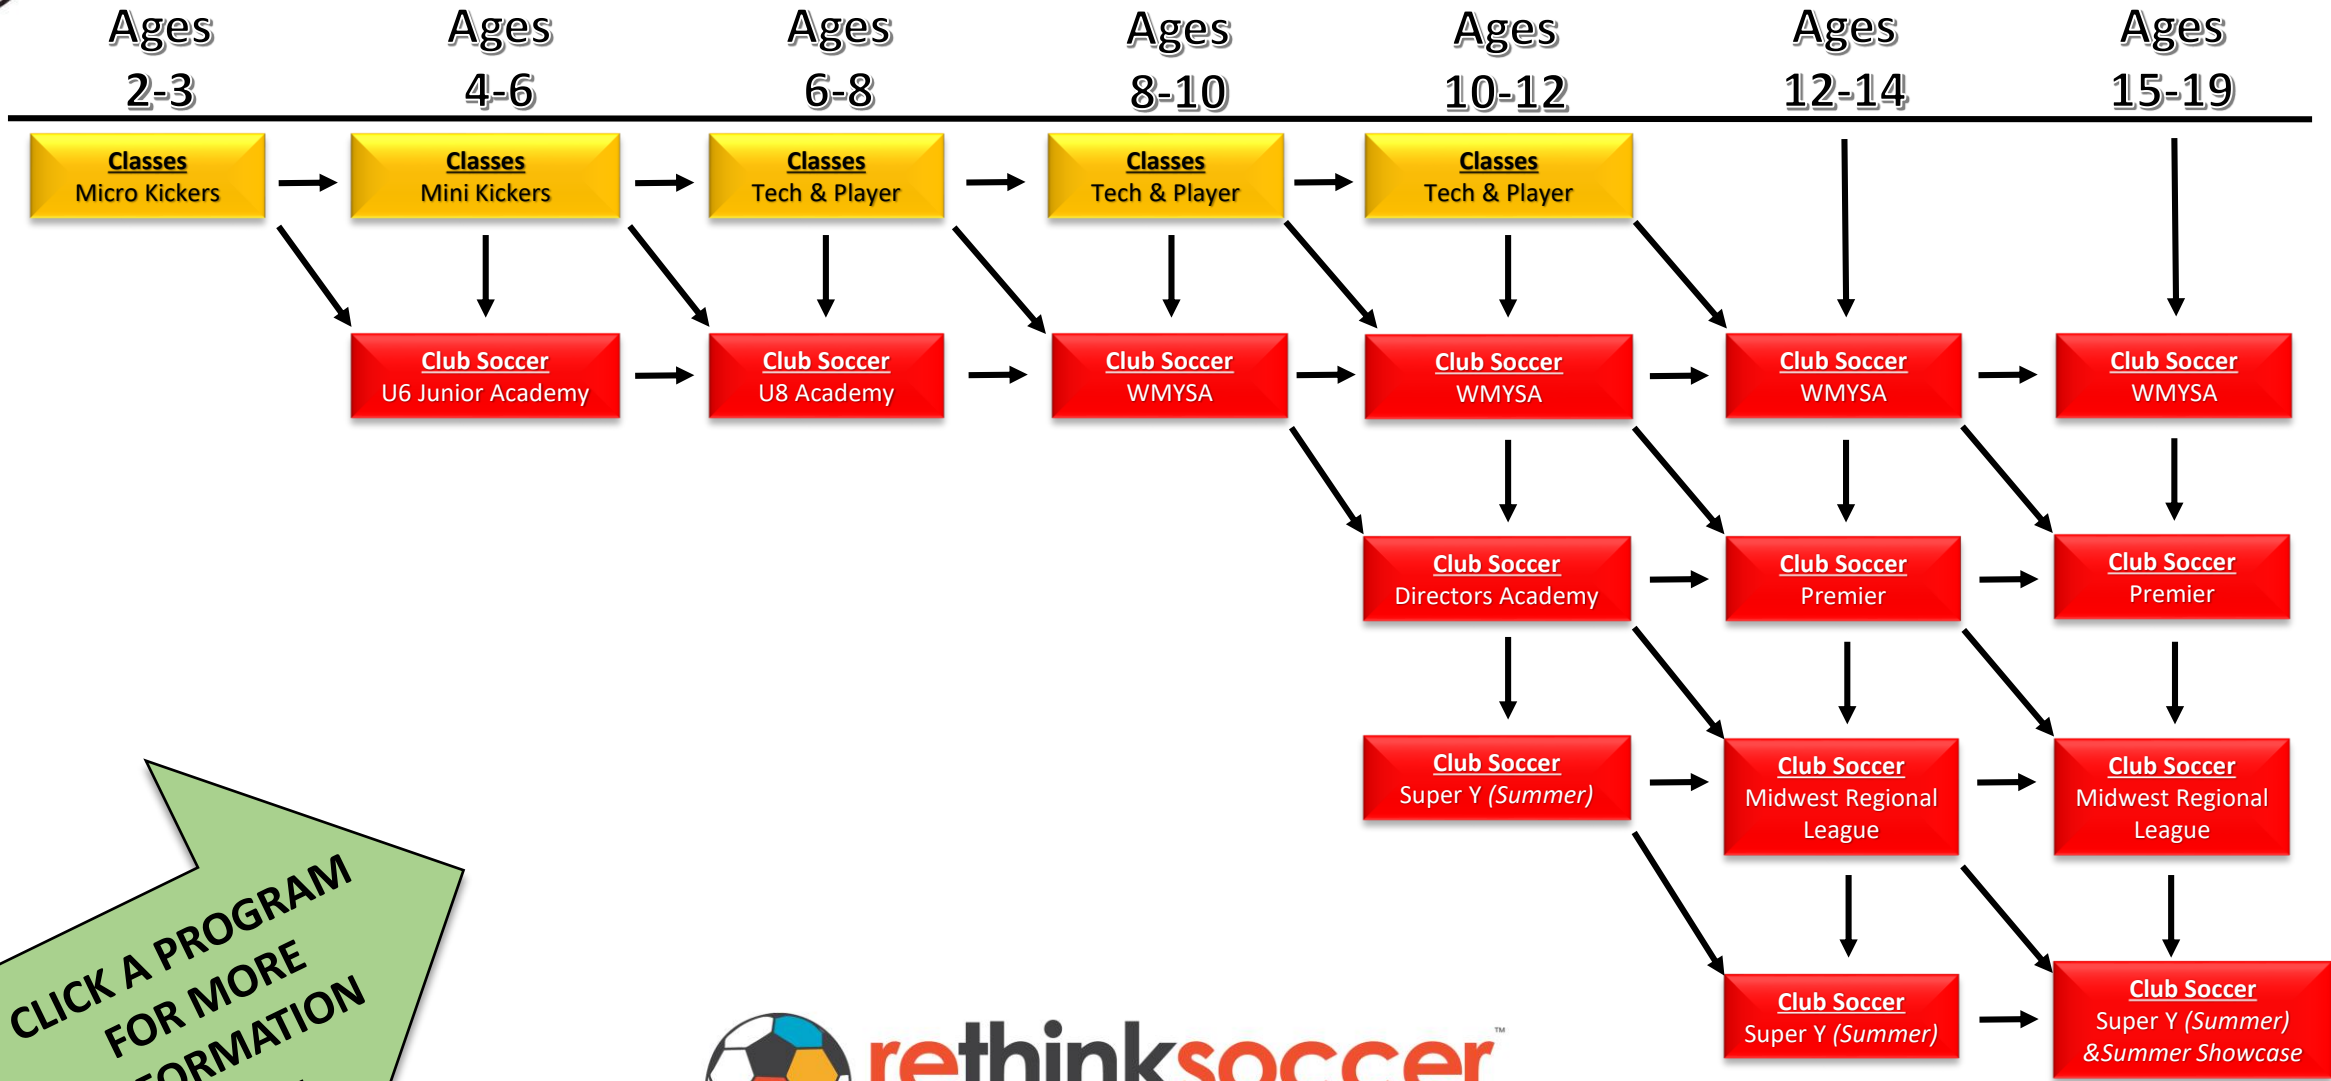 Ages
2-3
Ages
4-6
Ages
6-8
Ages
8-10
Ages
10-12
Ages
12-14
Ages
15-19
Classes
Micro Kickers
Classes
Mini Kickers
Classes
Tech & Player
Classes
Tech & Player
Classes
Tech & Player
Club Soccer
U6 Junior Academy
Club Soccer
U8 Academy
Club Soccer
WMYSA
Club Soccer
WMYSA
Club Soccer
WMYSA
Club Soccer
WMYSA
Club Soccer
Directors Academy
Club Soccer
Premier
Club Soccer
Premier
Club Soccer
Super Y (Summer)
Club Soccer
Midwest Regional
League
Club Soccer
Midwest Regional
League
Club Soccer
Super Y (Summer)
Club Soccer
Super Y (Summer)
&Summer Showcase
CLICK A PROGRAM
FOR MORE
FORMATION
rethinksoccer™